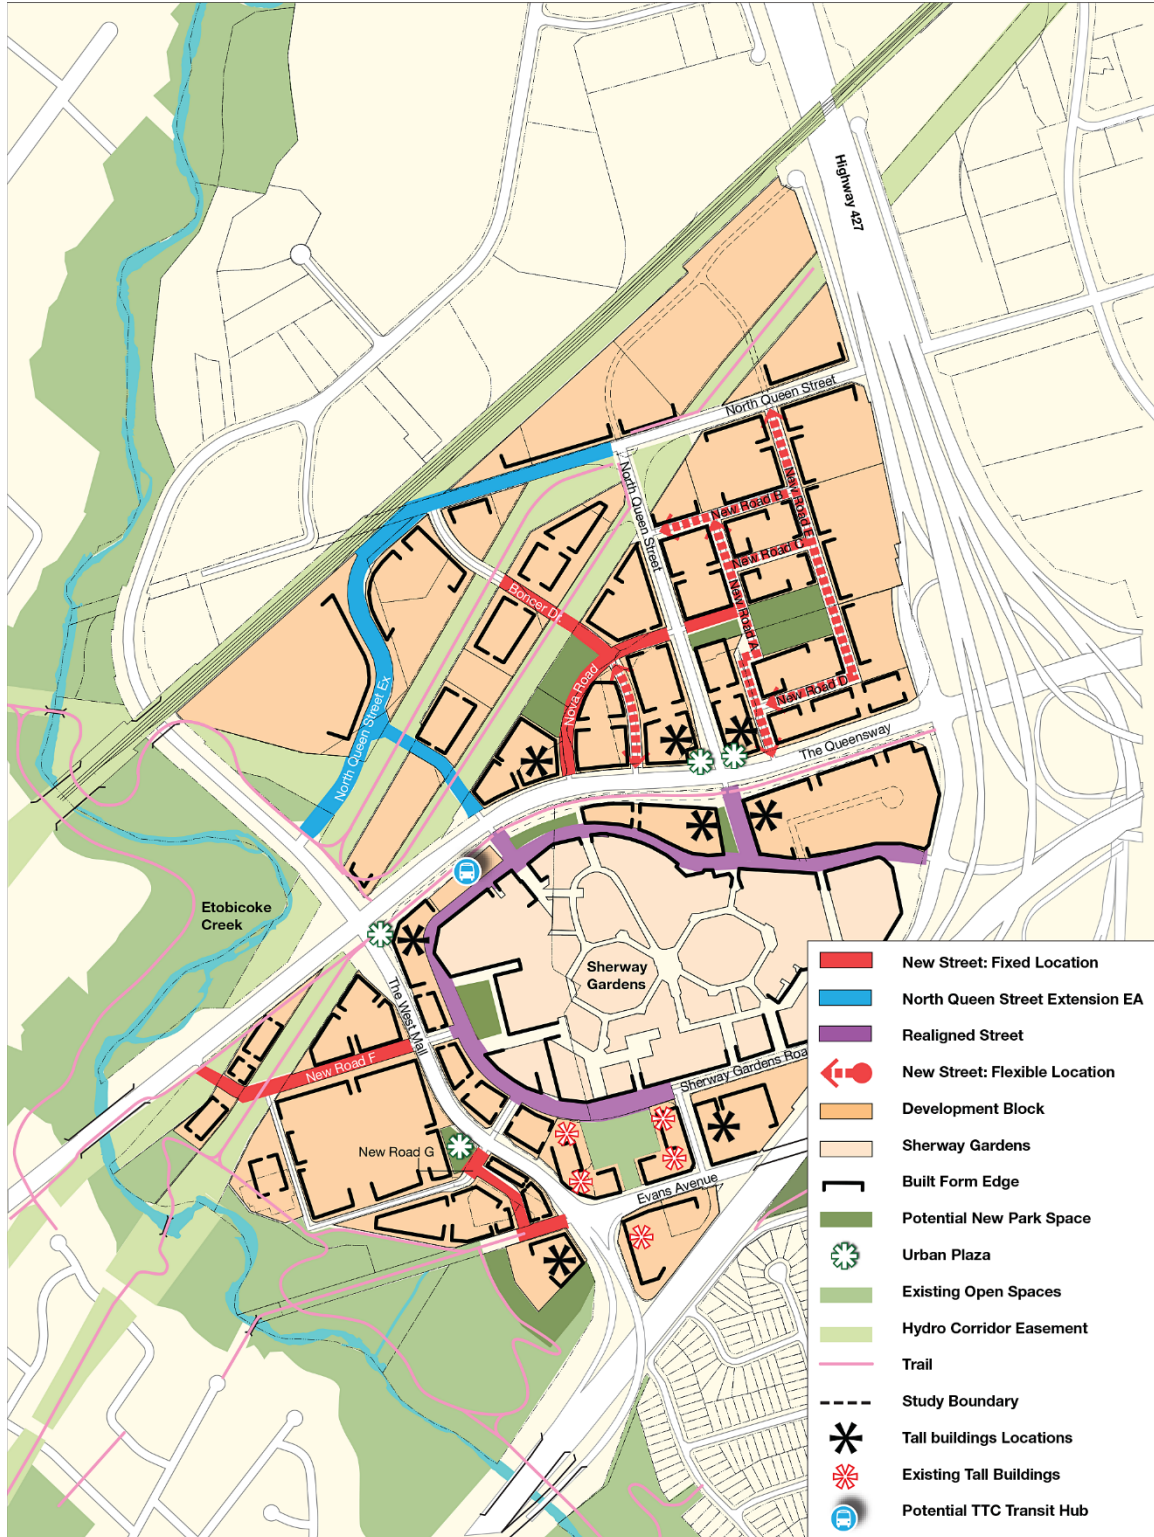 Highway 427
North Queen Street
North Queen Street
New Road B
New Road E
New Road C
New Road A
Boncer Dr.
Nova Road
New Road D
North Queen Street Ex
The Queensway
Etobicoke
Creek
Sherway
Gardens
The West Mall
New Road F
Sherway Gardens Roa
New Road G
Evans Avenue
New Street: Fixed Location
North Queen Street Extension EA
Realigned Street
New Street: Flexible Location
Development Block
Sherway Gardens
Built Form Edge
Potential New Park Space
Urban Plaza
Existing Open Spaces
Hydro Corridor Easement
Trail
Study Boundary
Tall buildings Locations
Existing Tall Buildings
Potential TTC Transit Hub